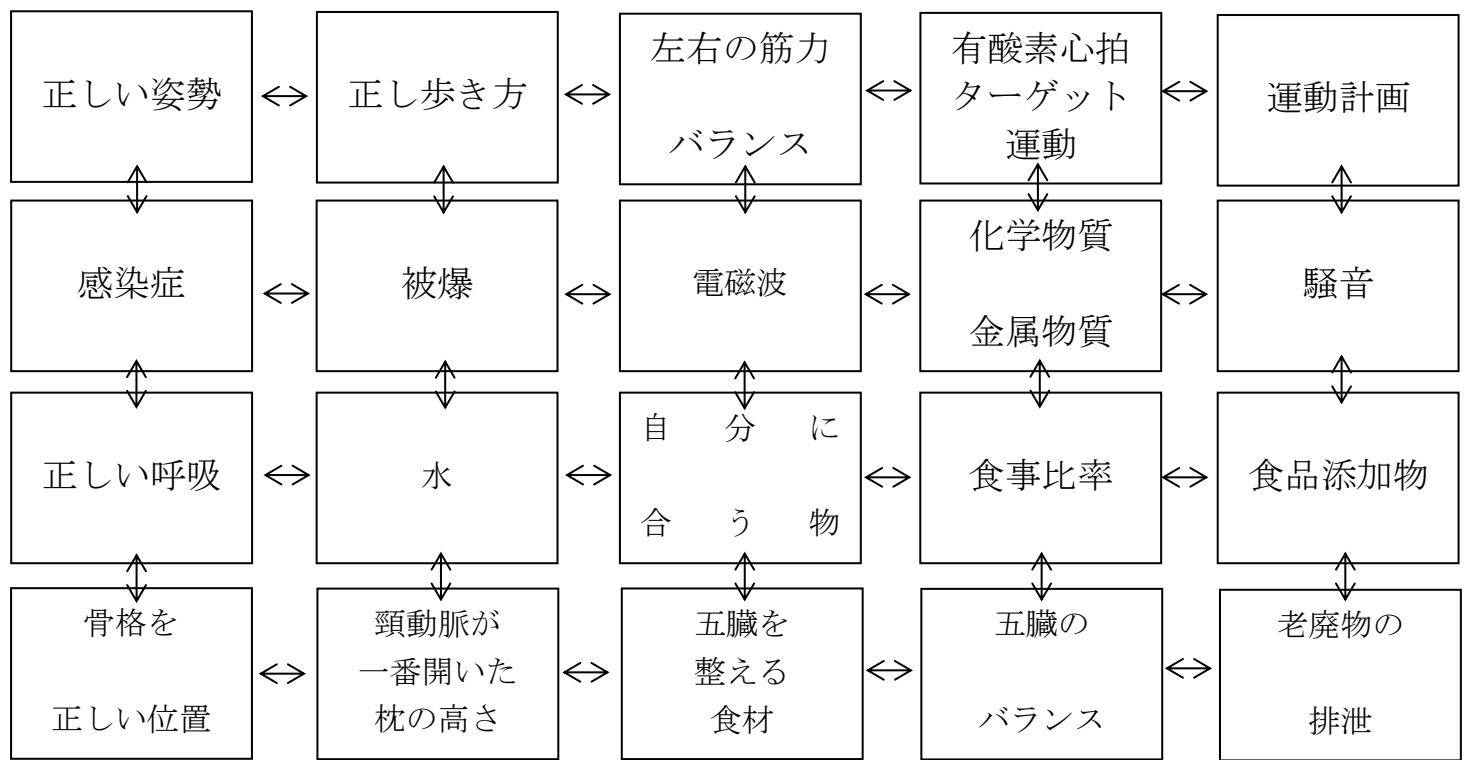 正しい姿勢
正し歩き方
左右の筋力
バランス
有酸素心拍
ターゲット
運動
運動計画
感染症
被爆
電磁波
化学物質
金属物質
騒音
正しい呼吸
水
自分に
合う物
食事比率
食品添加物
骨格を
正しい位置
頸動脈が
一番開いた
枕の高さ
五臓を
整える
食材
五臓の
バランス
老廃物の
排泄